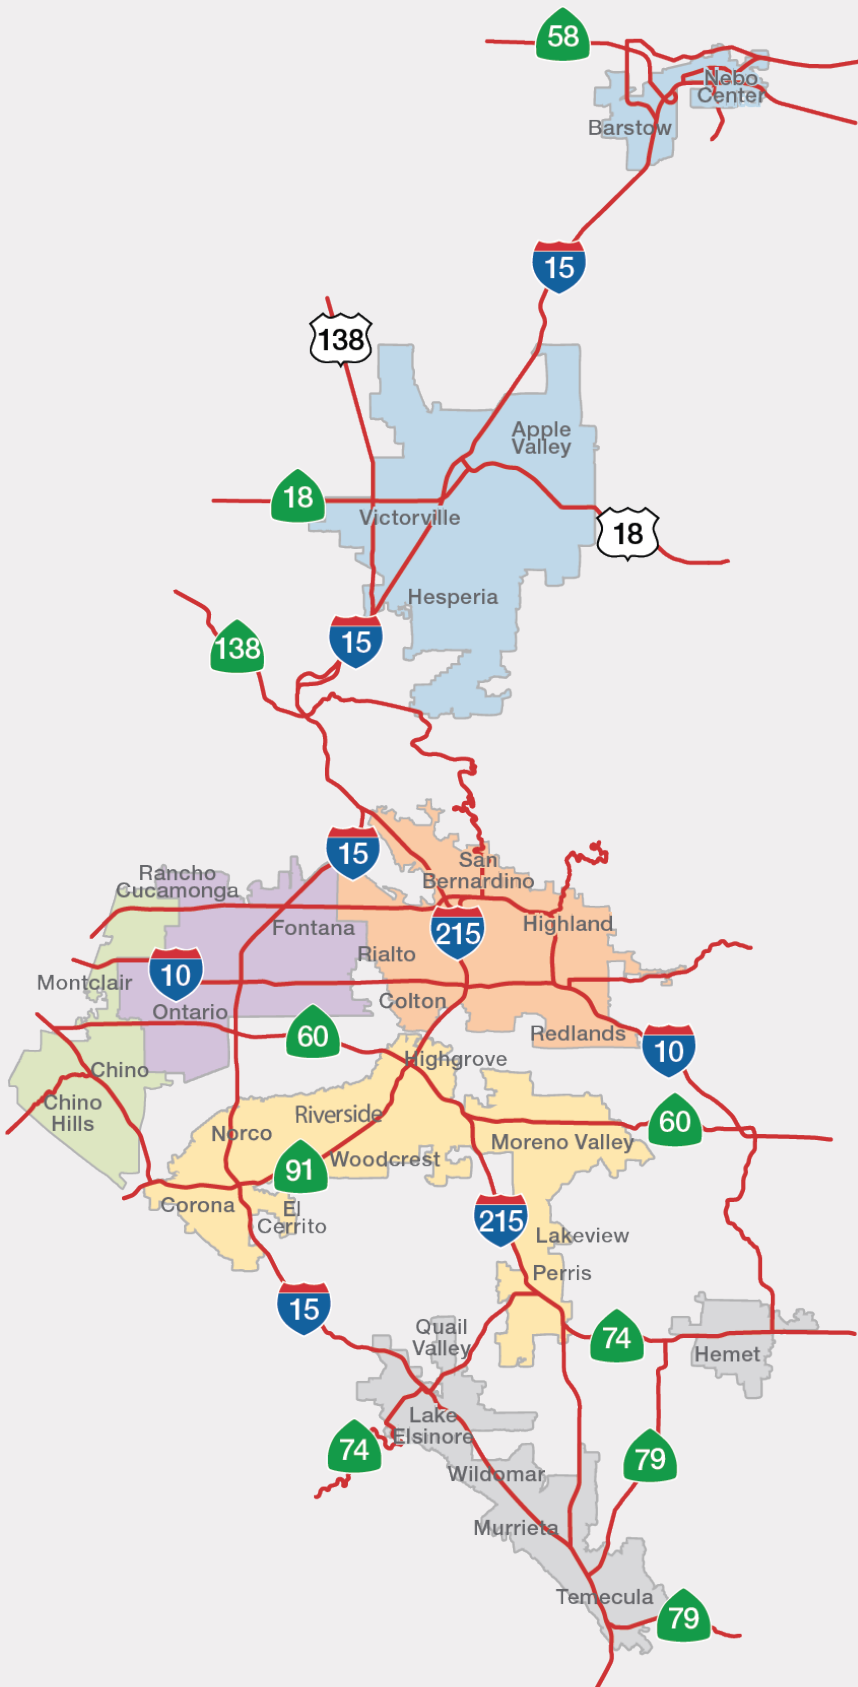 58
Nebo
Center
Barstow
15
138
Apple
Valley
18
Victorville
18
Hesperia
15
138
15
San
Bernardino
Rancho
Cucamonga
Highland
Fontana
215
Rialto
10
Montclair
Colton
Ontario
Redlands
60
10
Highgrove
Chino
Chino
Hills
Riverside
60
Norco
Moreno Valley
Woodcrest
91
Corona
El
Cerrito
215
Lakeview
Perris
15
Quail
Valley
74
Hemet
Lake
Elsinore
74
79
Wildomar
Murrieta
Temecula
79